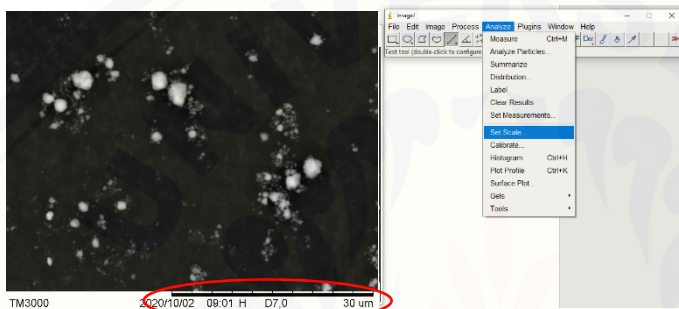 TM3000 2020/10/02 09:01 H D7,0 30 um
ImageJ
File Edit Image Process Analyze Plugins Window Help
Dev
Text tool (double click to configure
Measure Ctrl+M
Analyze Particles...
Summarize
Distribution...
Label
Clear Results
Set Measurements...
Set Scale
Calibrate...
Histogram Ctrl+H
Plot Profile Ctrl+K
Surface Plot...
Gels
Tools